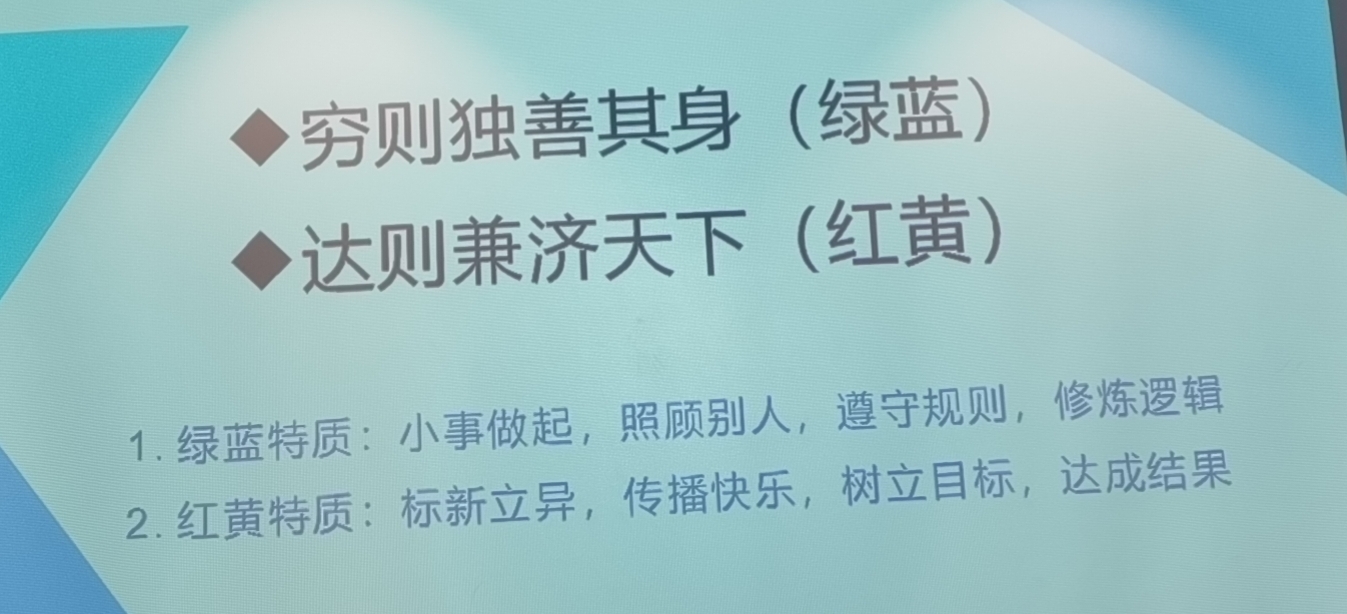 ◆穷则独善其身（绿蓝）
◆达则兼济天下（红黄）
1. 绿蓝特质：小事做起，照顾别人，遵守规则，修炼逻辑
2. 红黄特质：标新立异，传播快乐，树立目标，达成结果